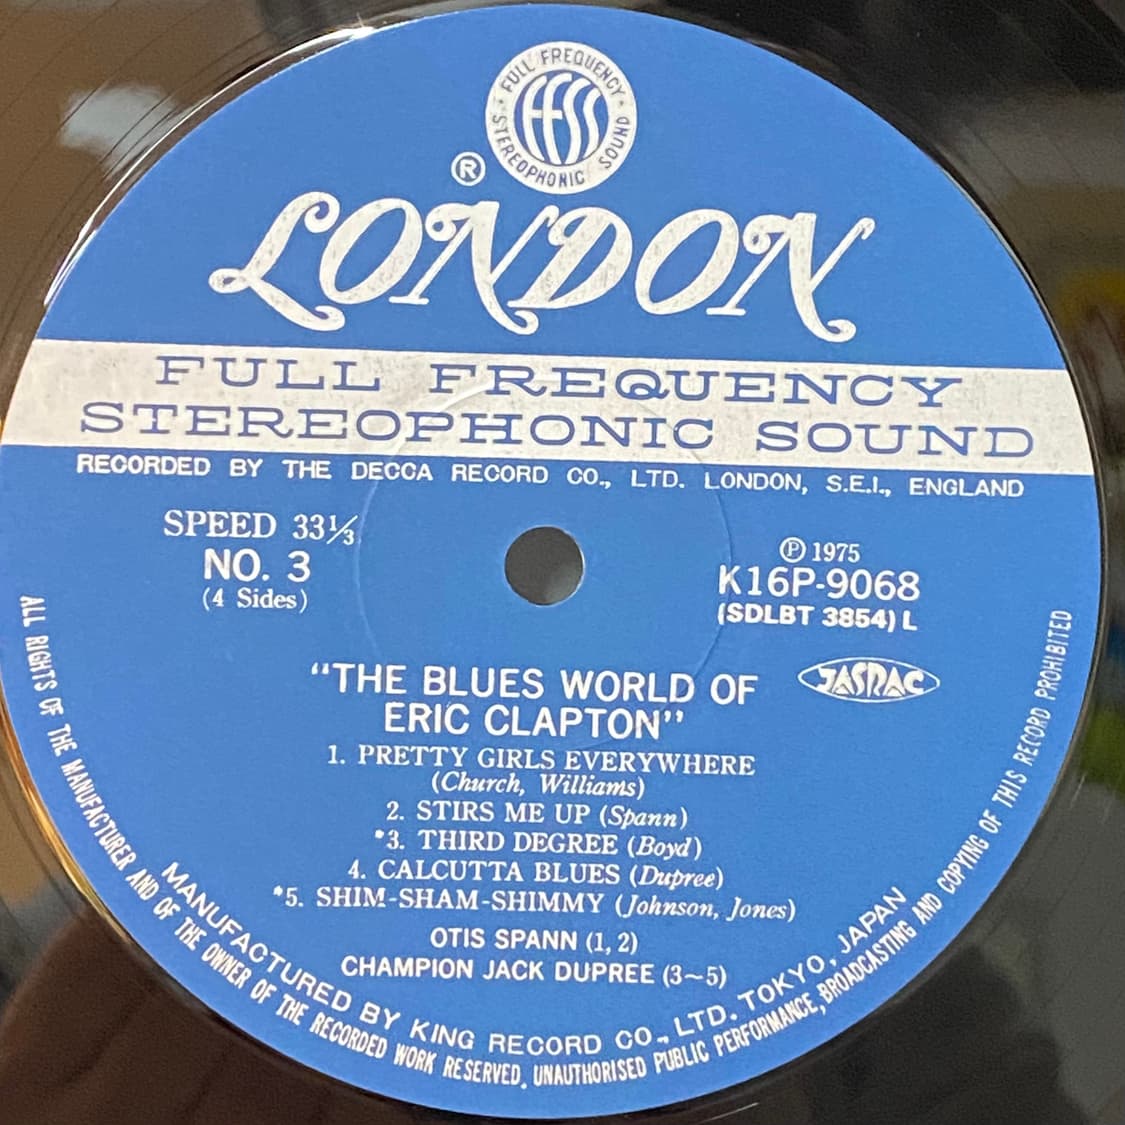 FULL FREQUENCY
STEREOPHONIC SOUND
FFSS
®
LONDON
FULL FREQUENCY
STEREOPHONIC SOUND
RECORDED BY THE DECCA RECORD CO., LTD. LONDON, S.E.I., ENGLAND
SPEED 33⅓
NO. 3
(4 Sides)
Ⓟ 1975
K16P-9068
(SDLBT 3854) L
JASRAC
"THE BLUES WORLD OF
ERIC CLAPTON"
1. PRETTY GIRLS EVERYWHERE
(Church, Williams)
2. STIRS ME UP (Spann)
*3. THIRD DEGREE (Boyd)
4. CALCUTTA BLUES (Dupree)
*5. SHIM-SHAM-SHIMMY (Johnson, Jones)
OTIS SPANN (1, 2)
CHAMPION JACK DUPREE (3~5)
MANUFACTURED BY KING RECORD CO., LTD. TOKYO, JAPAN
ALL RIGHTS OF THE MANUFACTURER AND OF THE OWNER OF THE RECORDED WORK RESERVED. UNAUTHORISED PUBLIC PERFORMANCE, BROADCASTING AND COPYING OF THIS RECORD PROHIBITED